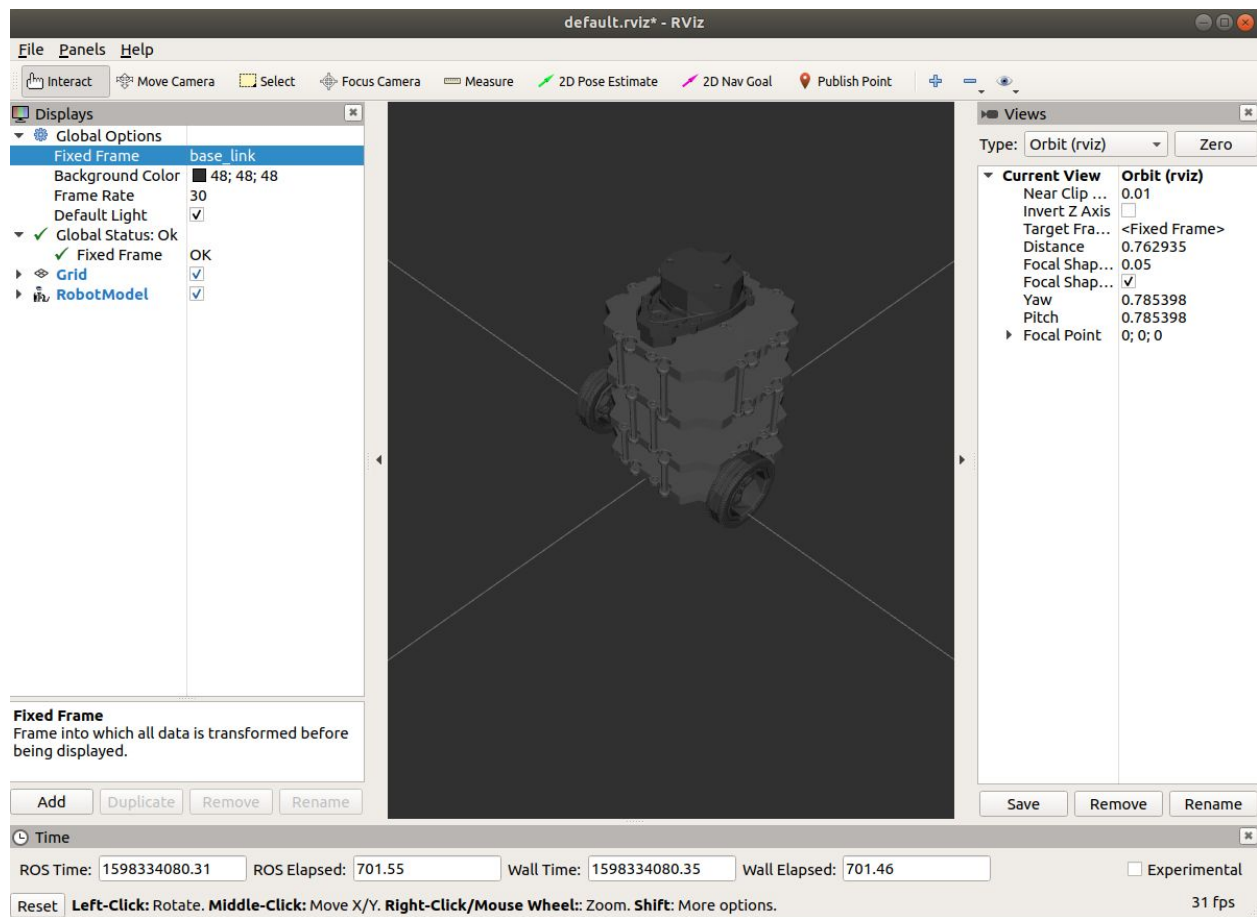 default.rviz* - RViz
File Panels Help
Interact Move Camera Select Focus Camera Measure 2D Pose Estimate 2D Nav Goal Publish Point
Displays
Global Options
Fixed Frame base_link
Background Color 48; 48; 48
Frame Rate 30
Default Light
Global Status: Ok
Fixed Frame OK
Grid
RobotModel
Fixed Frame
Frame into which all data is transformed before
being displayed.
Add Duplicate Remove Rename
Views
Type: Orbit (rviz) Zero
Current View Orbit (rviz)
Near Clip ... 0.01
Invert Z Axis
Target Fra... <Fixed Frame>
Distance 0.762935
Focal Shap... 0.05
Focal Shap...
Yaw 0.785398
Pitch 0.785398
Focal Point 0; 0; 0
Save Remove Rename
Time
ROS Time: 1598334080.31 ROS Elapsed: 701.55 Wall Time: 1598334080.35 Wall Elapsed: 701.46 Experimental
Reset Left-Click: Rotate. Middle-Click: Move X/Y. Right-Click/Mouse Wheel:: Zoom. Shift: More options. 31 fps